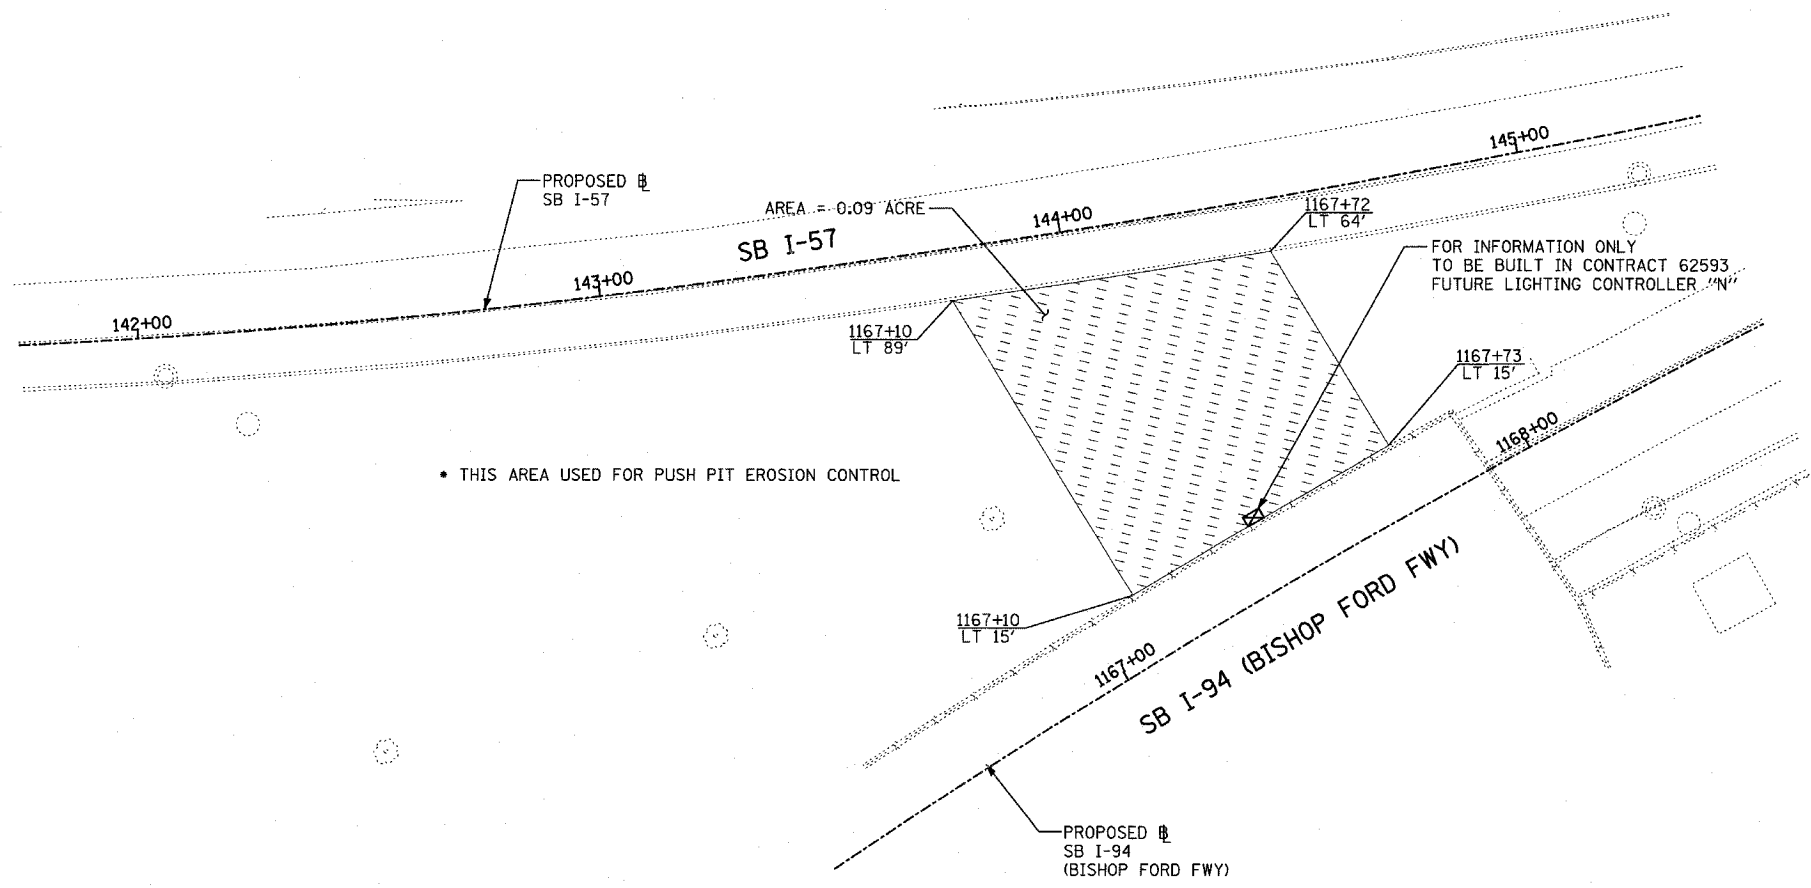 145+00
PROPOSED ⅊
SB I-57
AREA = 0.09 ACRE
1167+72
LT 64'
144+00
SB I-57
FOR INFORMATION ONLY
TO BE BUILT IN CONTRACT 62593
FUTURE LIGHTING CONTROLLER "N"
143+00
142+00
1167+10
LT 89'
1167+73
LT 15'
1168+00
* THIS AREA USED FOR PUSH PIT EROSION CONTROL
1167+10
LT 15'
1167+00
SB I-94 (BISHOP FORD FWY)
PROPOSED ⅊
SB I-94
(BISHOP FORD FWY)